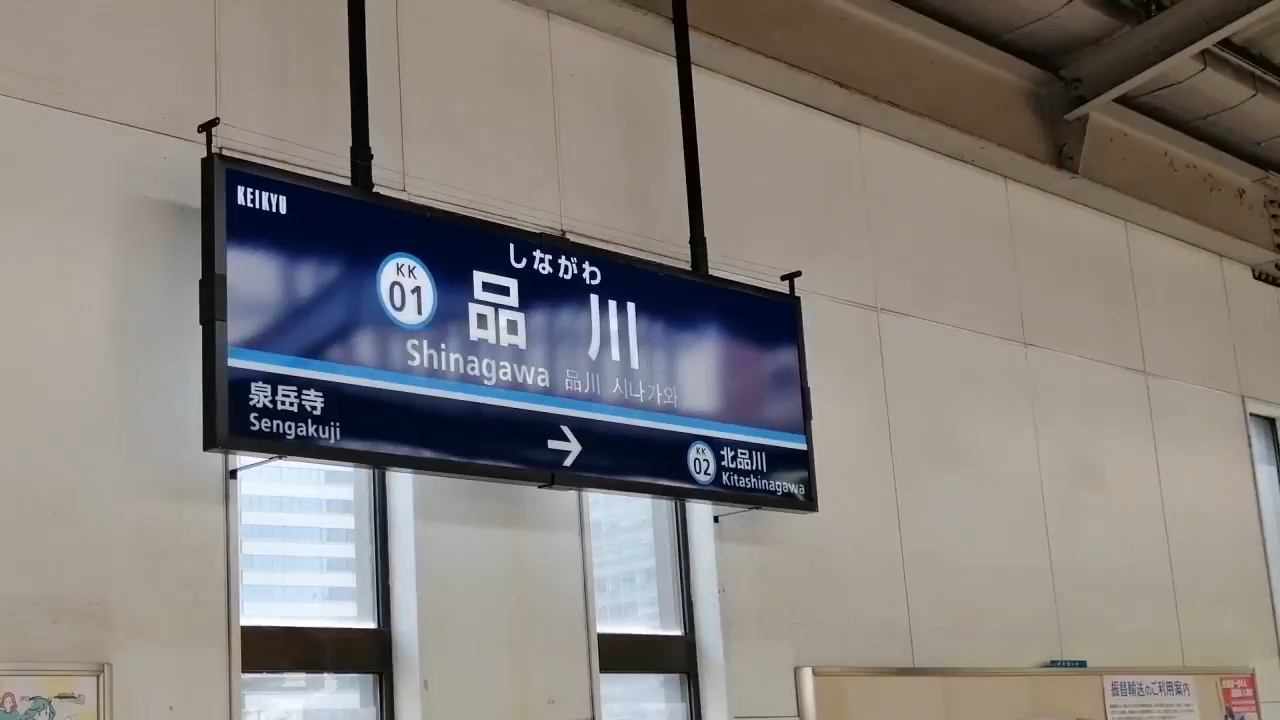 KEIKYU
しながわ
KK
01
品川
Shinagawa 品川 시나가와
泉岳寺
Sengakuji
→
KK
02
北品川
Kitashinagawa
振替輸送のご利用案内